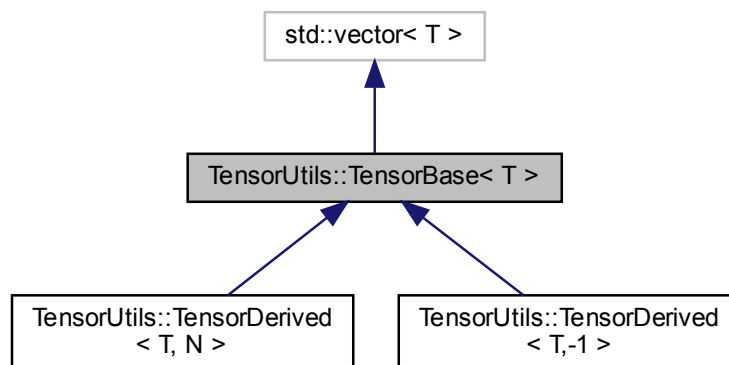 std::vector< T >
TensorUtils::TensorBase< T >
TensorUtils::TensorDerived
< T, N >
TensorUtils::TensorDerived
< T,-1 >